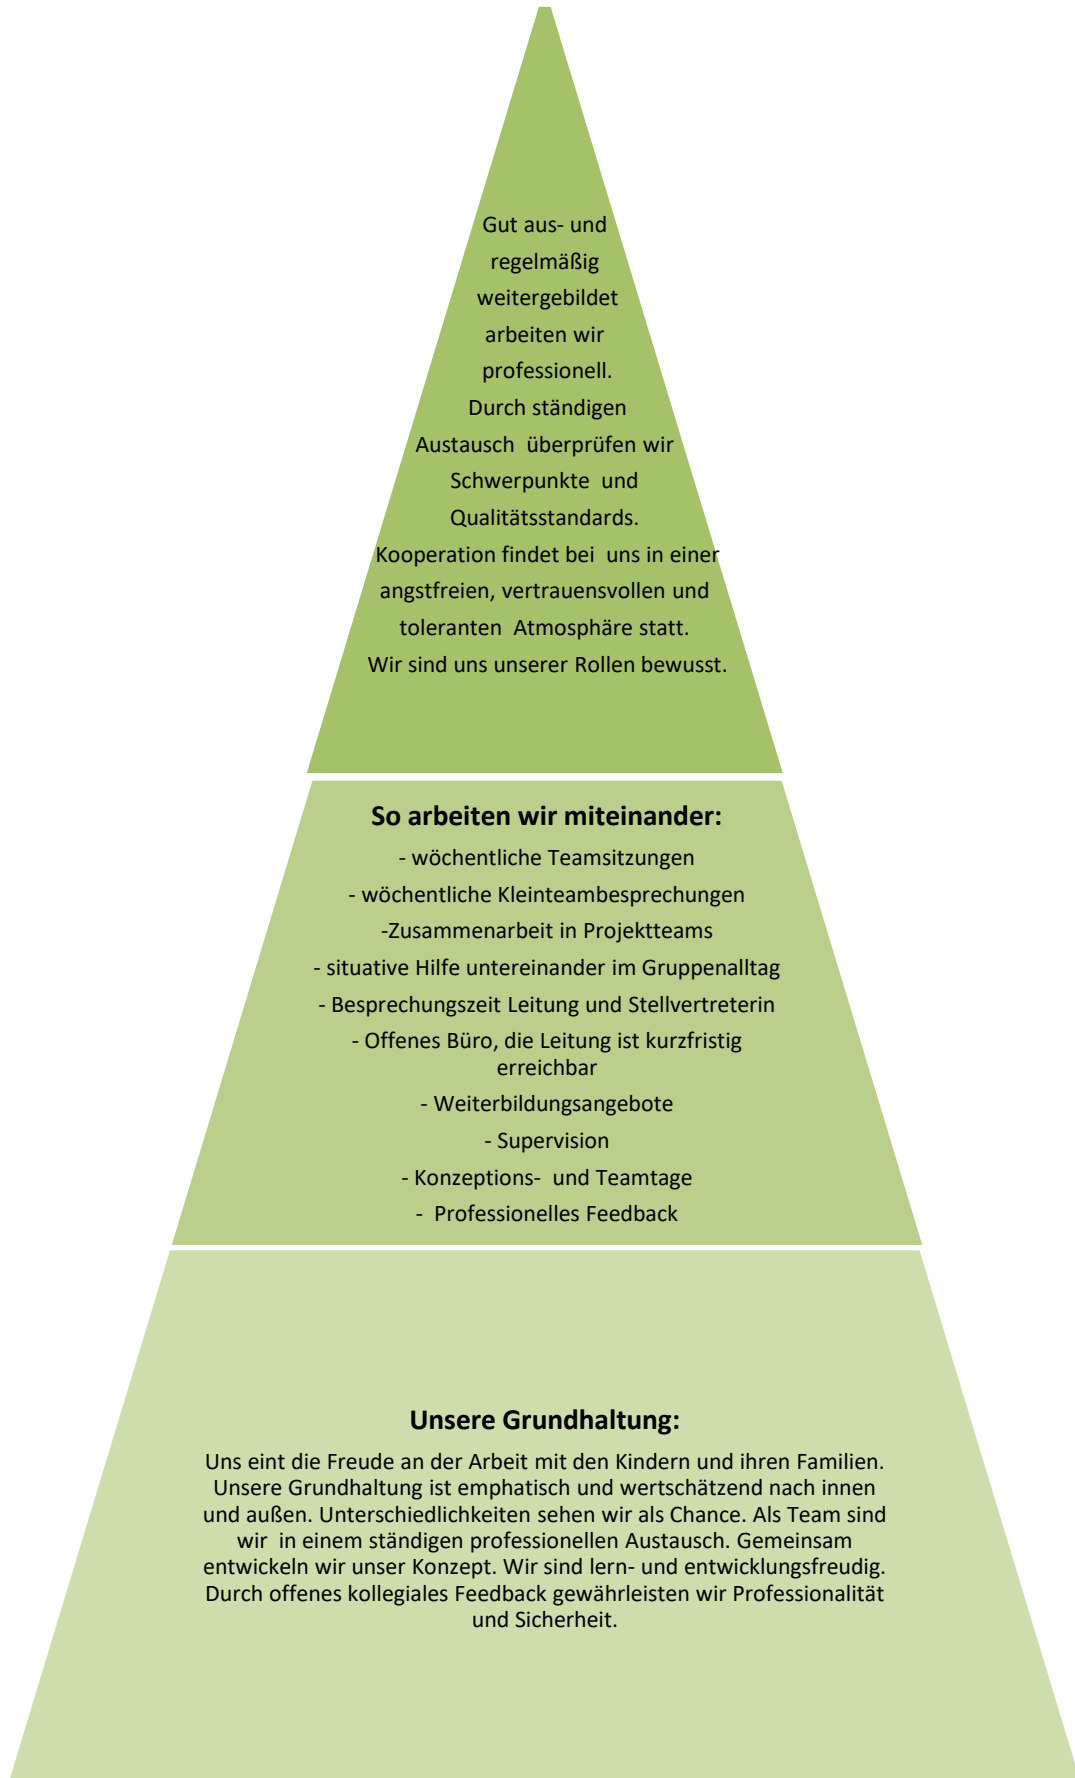 Gut aus- und
regelmäßig
weitergebildet
arbeiten wir
professionell.
Durch ständigen
Austausch  überprüfen wir
Schwerpunkte  und
Qualitätsstandards.
Kooperation findet bei  uns in einer
angstfreien, vertrauensvollen und
toleranten  Atmosphäre statt.
Wir sind uns unserer Rollen bewusst.
So arbeiten wir miteinander:
- wöchentliche Teamsitzungen
- wöchentliche Kleinteambesprechungen
-Zusammenarbeit in Projektteams
- situative Hilfe untereinander im Gruppenalltag
- Besprechungszeit Leitung und Stellvertreterin
- Offenes Büro, die Leitung ist kurzfristig
erreichbar
- Weiterbildungsangebote
- Supervision
- Konzeptions-  und Teamtage
-  Professionelles Feedback
Unsere Grundhaltung:
Uns eint die Freude an der Arbeit mit den Kindern und ihren Familien.
Unsere Grundhaltung ist emphatisch und wertschätzend nach innen
und außen. Unterschiedlichkeiten sehen wir als Chance. Als Team sind
wir  in einem ständigen professionellen Austausch. Gemeinsam
entwickeln wir unser Konzept. Wir sind lern- und entwicklungsfreudig.
Durch offenes kollegiales Feedback gewährleisten wir Professionalität
und Sicherheit.